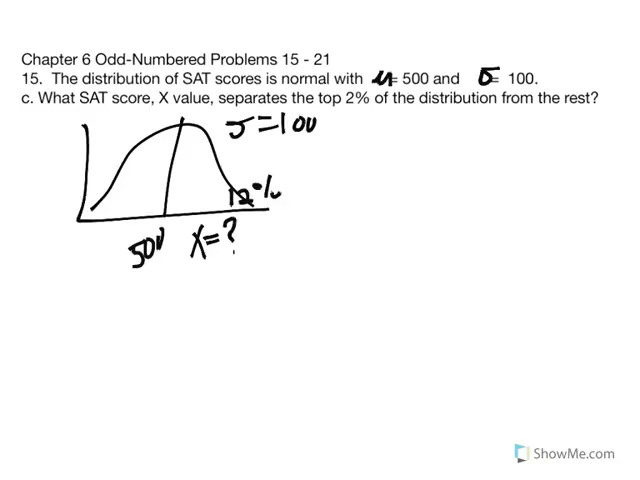 Chapter 6 Odd-Numbered Problems 15 - 21
15. The distribution of SAT scores is normal with μ = 500 and σ = 100.
c. What SAT score, X value, separates the top 2% of the distribution from the rest?
σ=100
2%
500 X=?
ShowMe.com